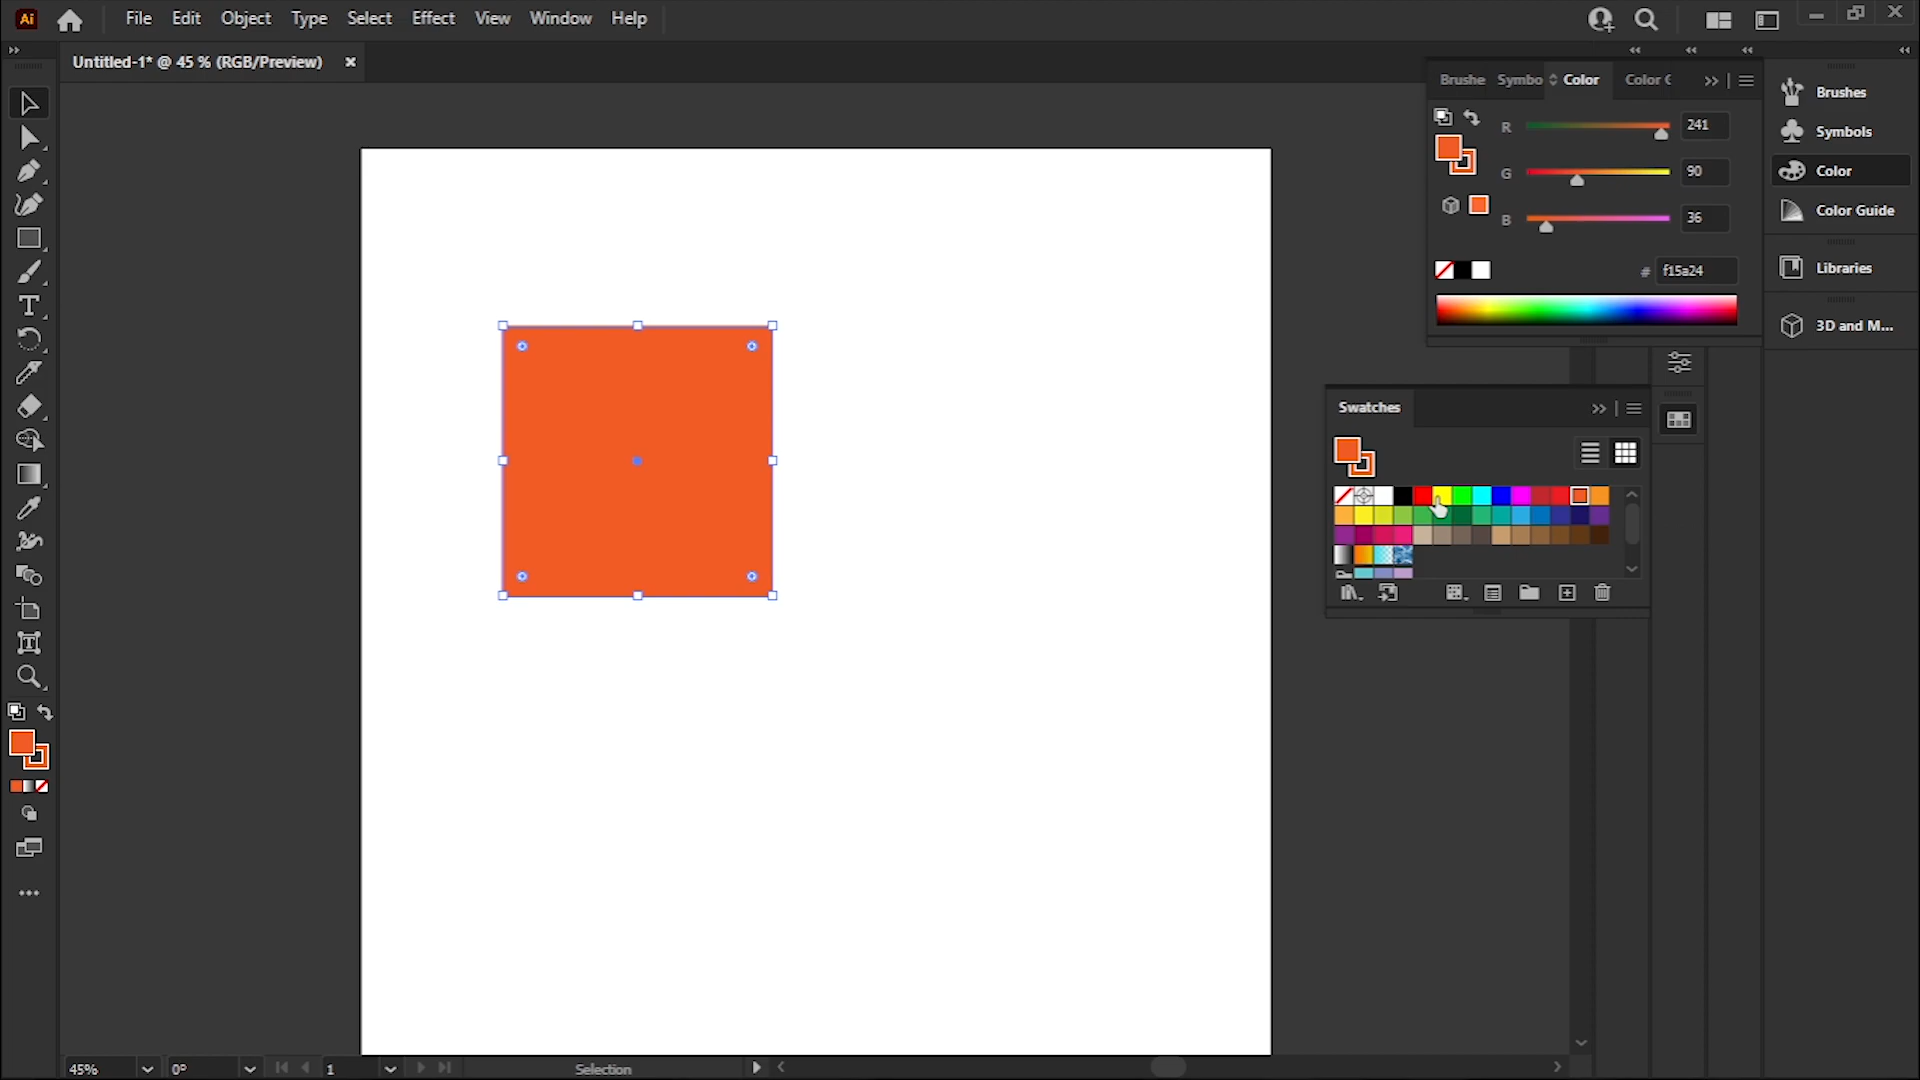 Ai File Edit Object Type Select Effect View Window Help
Untitled-1* @ 45 % (RGB/Preview)
Brushe Symbo Color Color
R 241
G 90
B 36
# f15a24
Brushes
Symbols
Color
Color Guide
Libraries
3D and M...
Swatches
T
T
45% 0° 1 Selection